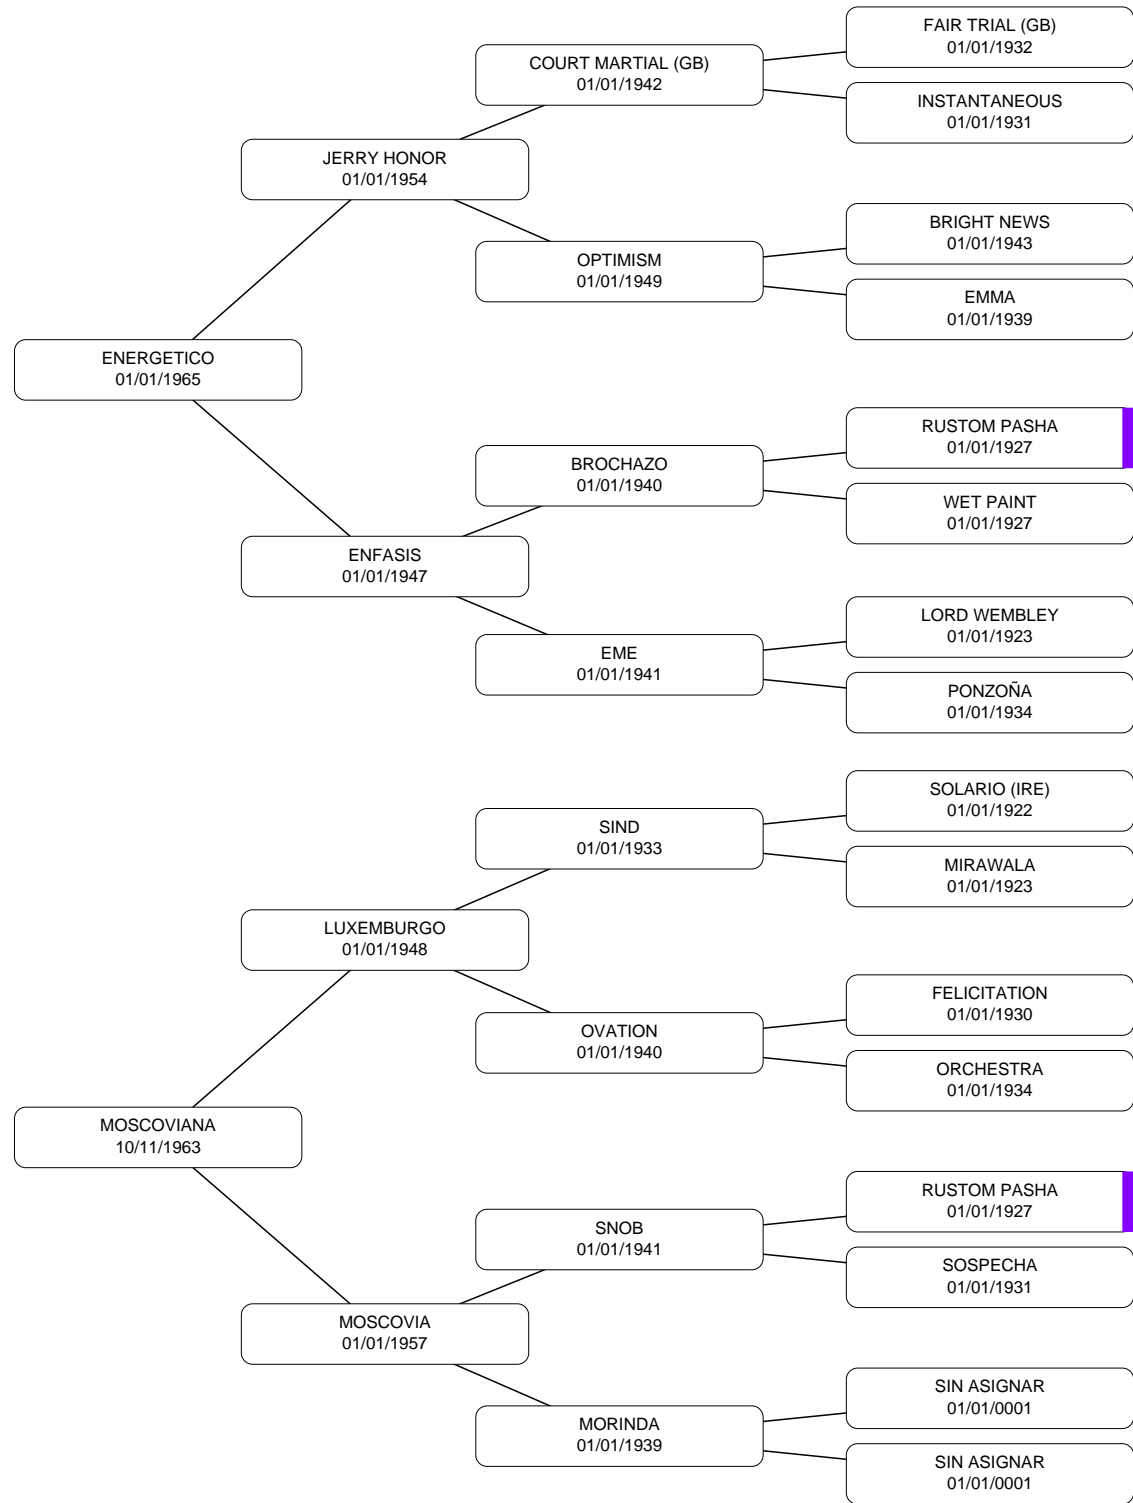 FAIR TRIAL (GB)
01/01/1932
COURT MARTIAL (GB)
01/01/1942
INSTANTANEOUS
01/01/1931
JERRY HONOR
01/01/1954
BRIGHT NEWS
01/01/1943
OPTIMISM
01/01/1949
EMMA
01/01/1939
ENERGETICO
01/01/1965
RUSTOM PASHA
01/01/1927
BROCHAZO
01/01/1940
WET PAINT
01/01/1927
ENFASIS
01/01/1947
LORD WEMBLEY
01/01/1923
EME
01/01/1941
PONZOÑA
01/01/1934
SOLARIO (IRE)
01/01/1922
SIND
01/01/1933
MIRAWALA
01/01/1923
LUXEMBURGO
01/01/1948
FELICITATION
01/01/1930
OVATION
01/01/1940
ORCHESTRA
01/01/1934
MOSCOVIANA
10/11/1963
RUSTOM PASHA
01/01/1927
SNOB
01/01/1941
SOSPECHA
01/01/1931
MOSCOVIA
01/01/1957
SIN ASIGNAR
01/01/0001
MORINDA
01/01/1939
SIN ASIGNAR
01/01/0001